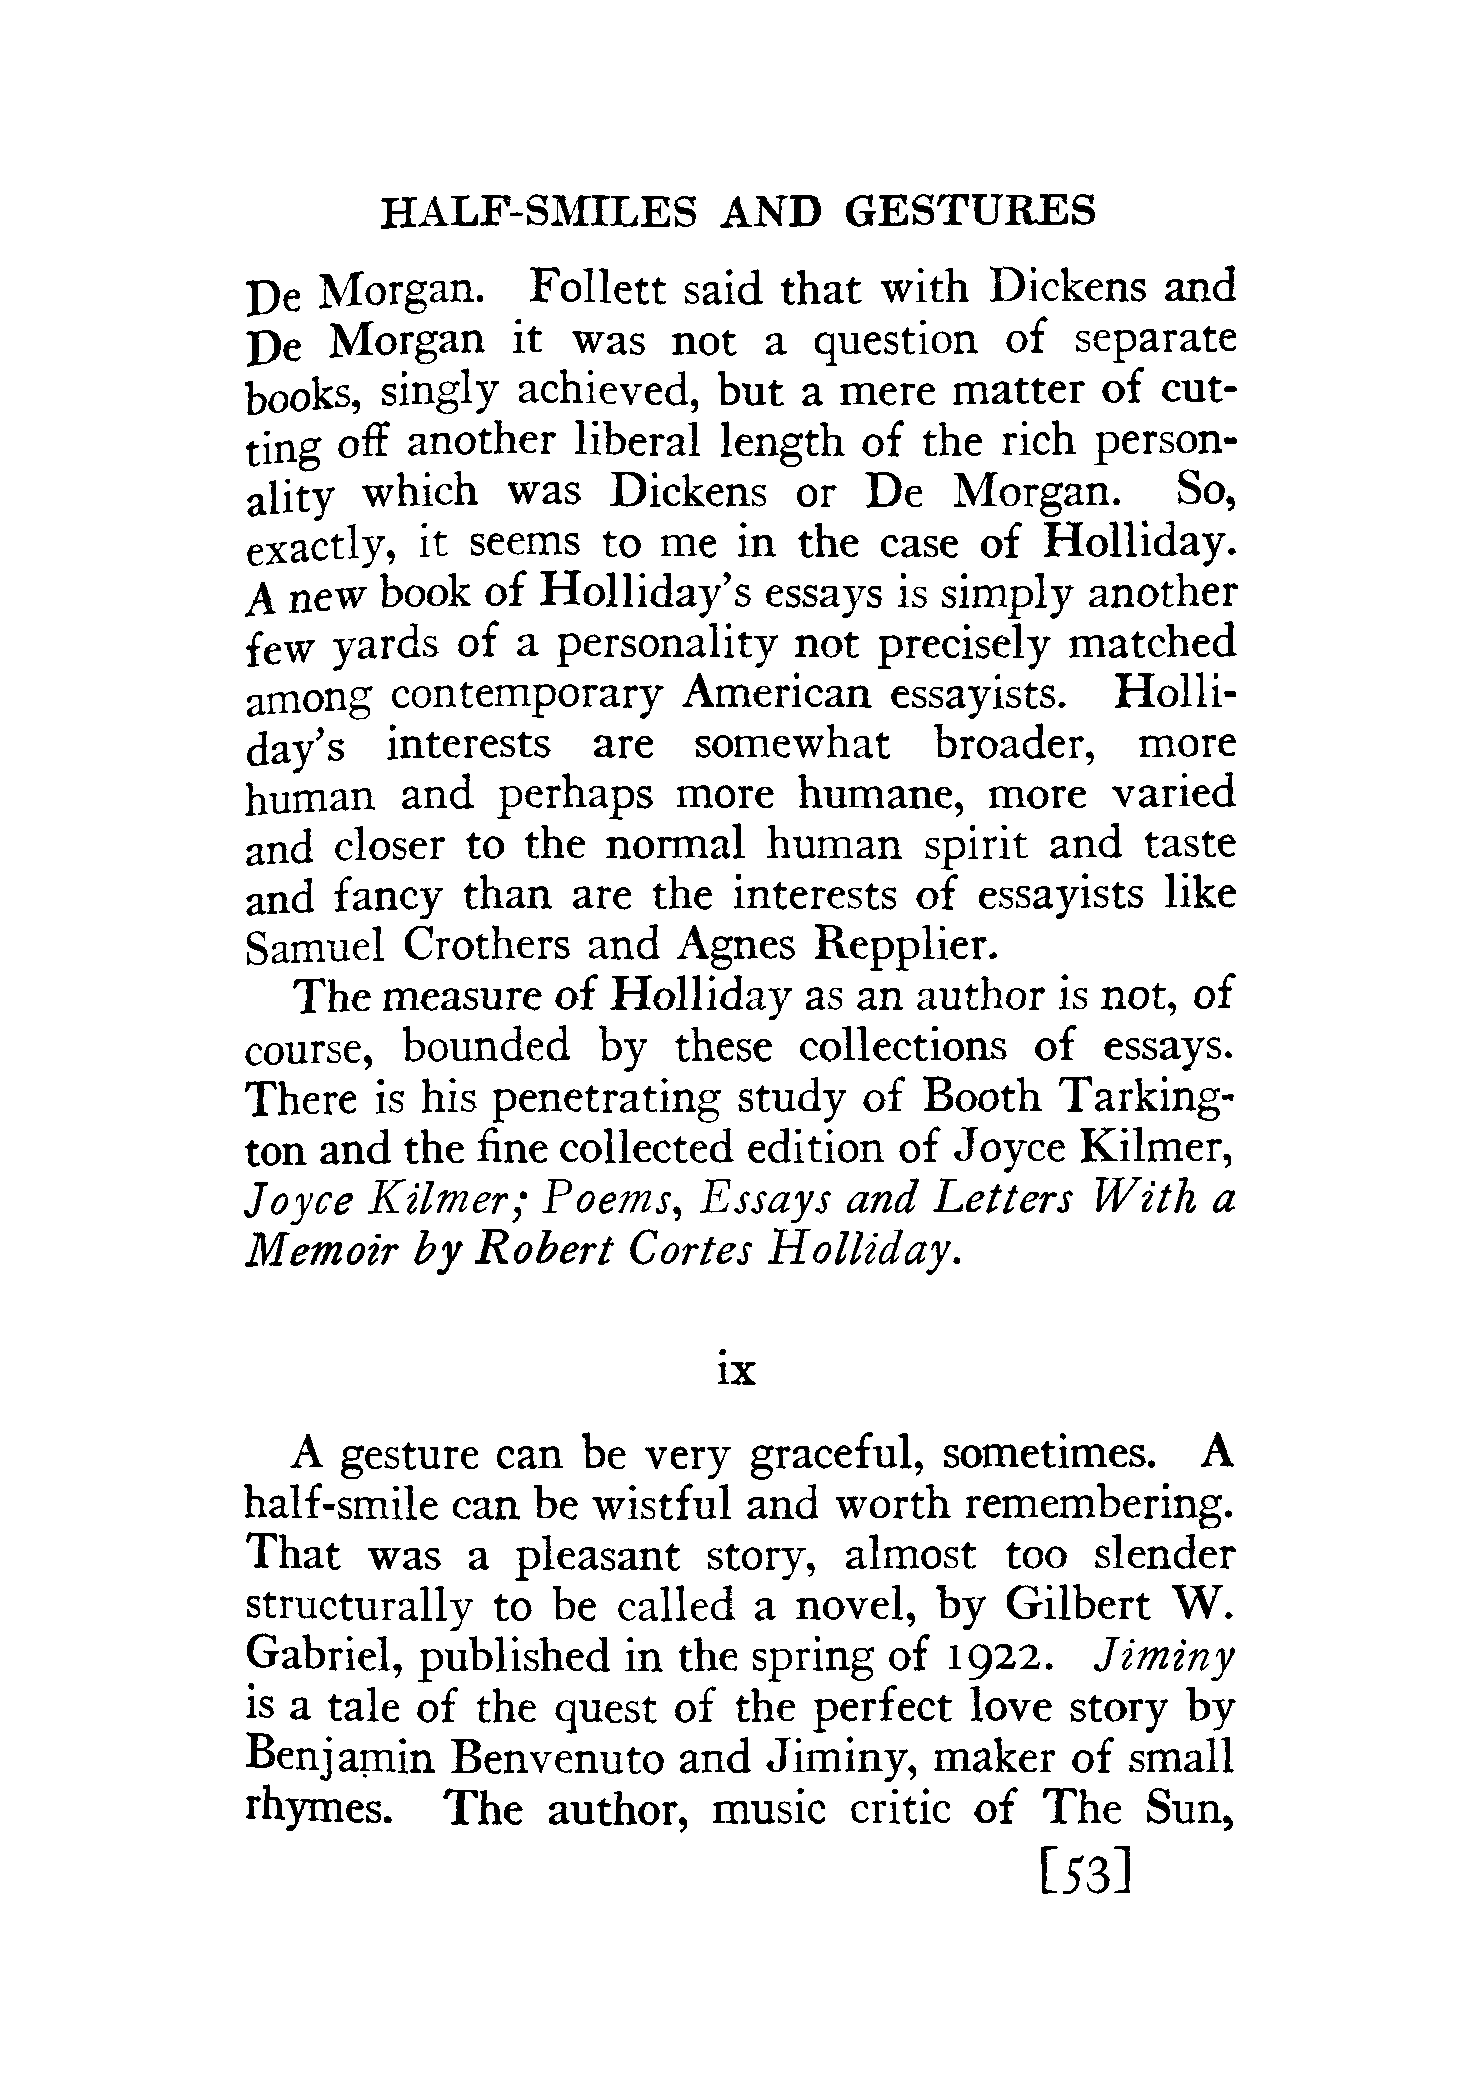 HALF-SMILES AND GESTURES
De Morgan. Follett said that with Dickens and
De Morgan it was not a question of separate
books, singly achieved, but a mere matter of cut-
ting off another liberal length of the rich person-
ality which was Dickens or De Morgan. So,
exactly, it seems to me in the case of Holliday.
A new book of Holliday's essays is simply another
few yards of a personality not precisely matched
among contemporary American essayists. Holli-
day's interests are somewhat broader, more
human and perhaps more humane, more varied
and closer to the normal human spirit and taste
and fancy than are the interests of essayists like
Samuel Crothers and Agnes Repplier.
The measure of Holliday as an author is not, of
course, bounded by these collections of essays.
There is his penetrating study of Booth Tarking-
ton and the fine collected edition of Joyce Kilmer,
Joyce Kilmer; Poems, Essays and Letters With a
Memoir by Robert Cortes Holliday.
ix
A gesture can be very graceful, sometimes. A
half-smile can be wistful and worth remembering.
That was a pleasant story, almost too slender
structurally to be called a novel, by Gilbert W.
Gabriel, published in the spring of 1922. Jiminy
is a tale of the quest of the perfect love story by
Benjamin Benvenuto and Jiminy, maker of small
rhymes. The author, music critic of The Sun,
[53]